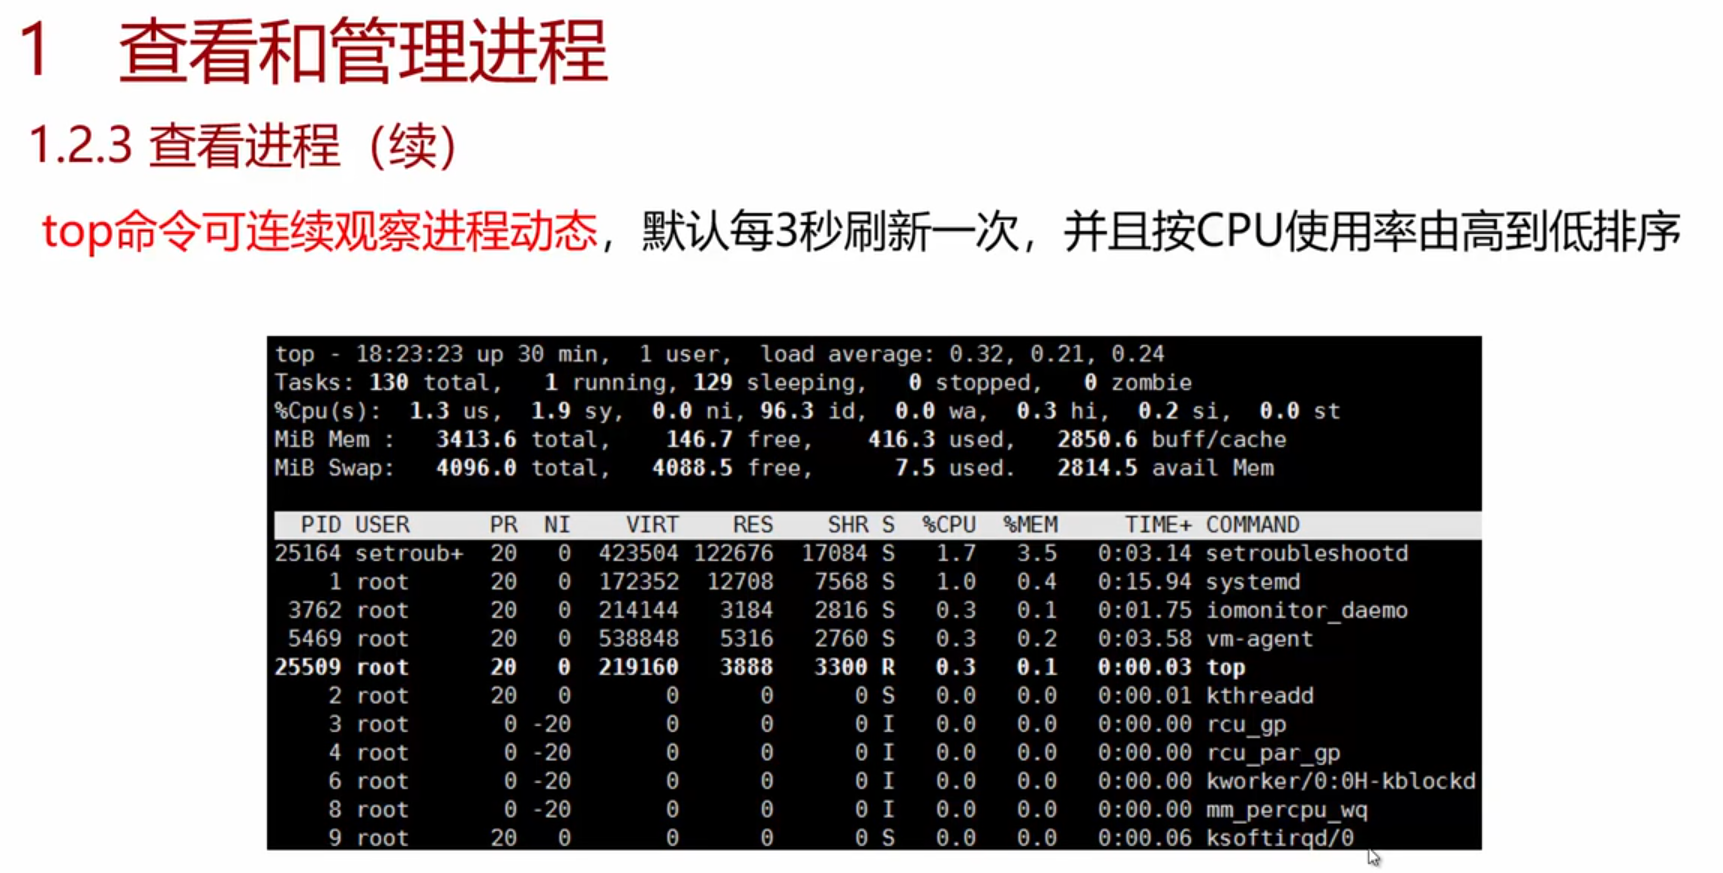 1 查看和管理进程
1.2.3 查看进程（续）
top命令可连续观察进程动态，默认每3秒刷新一次，并且按CPU使用率由高到低排序
top - 18:23:23 up 30 min,  1 user,  load average: 0.32, 0.21, 0.24
Tasks: 130 total,   1 running, 129 sleeping,   0 stopped,   0 zombie
%Cpu(s):  1.3 us,  1.9 sy,  0.0 ni, 96.3 id,  0.0 wa,  0.3 hi,  0.2 si,  0.0 st
MiB Mem :   3413.6 total,    146.7 free,    416.3 used,   2850.6 buff/cache
MiB Swap:   4096.0 total,   4088.5 free,      7.5 used.   2814.5 avail Mem
  PID USER      PR  NI    VIRT    RES    SHR S  %CPU  %MEM     TIME+ COMMAND
25164 setroub+  20   0  423504 122676  17084 S   1.7   3.5   0:03.14 setroubleshootd
    1 root      20   0  172352  12708   7568 S   1.0   0.4   0:15.94 systemd
 3762 root      20   0  214144   3184   2816 S   0.3   0.1   0:01.75 iomonitor_daemo
 5469 root      20   0  538848   5316   2760 S   0.3   0.2   0:03.58 vm-agent
25509 root      20   0  219160   3888   3300 R   0.3   0.1   0:00.03 top
    2 root      20   0       0      0      0 S   0.0   0.0   0:00.01 kthreadd
    3 root       0 -20       0      0      0 I   0.0   0.0   0:00.00 rcu_gp
    4 root       0 -20       0      0      0 I   0.0   0.0   0:00.00 rcu_par_gp
    6 root       0 -20       0      0      0 I   0.0   0.0   0:00.00 kworker/0:0H-kblockd
    8 root       0 -20       0      0      0 I   0.0   0.0   0:00.00 mm_percpu_wq
    9 root      20   0       0      0      0 S   0.0   0.0   0:00.06 ksoftirqd/0